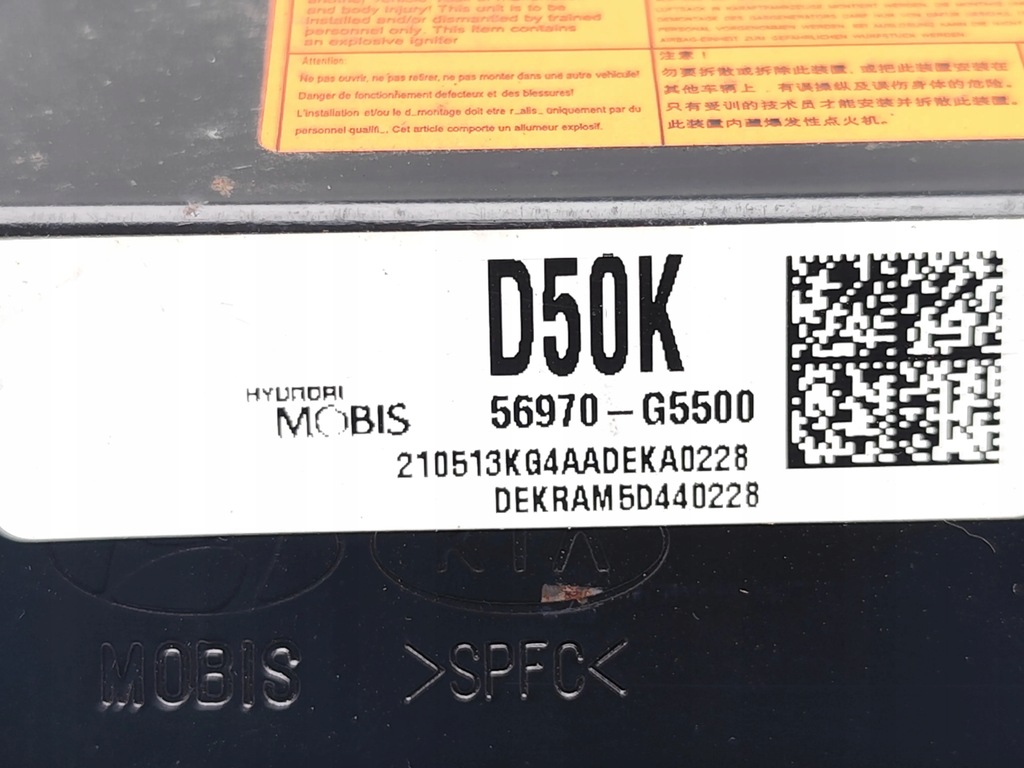 and body injury! This unit is to be
installed and/or dismantled by trained
personnel only. This item contains
an explosive igniter
Attention:
Ne pas ouvrir, ne pas retirer, ne pas monter dans une autre vehicule!
Danger de fonctionnement defecteux et des blessures!
L'installation et/ou le d_montage doit etre r_alis_ uniquement par du
personnel qualifi_. Cet article comporte un allumeur explosif.
注意!
勿要拆散或拆除此装置, 或把此装置安装在
其他车辆上, 有误操纵及误伤身体的危险。
只有受训的技术员才能安装并拆散此装置。
此装置内藏爆发性点火机。
D50K
HYUNDAI
MOBIS
56970-G5500
210513KG4AADEKA0228
DEKRAM5D440228
KIA
MOBIS
>SPFC<